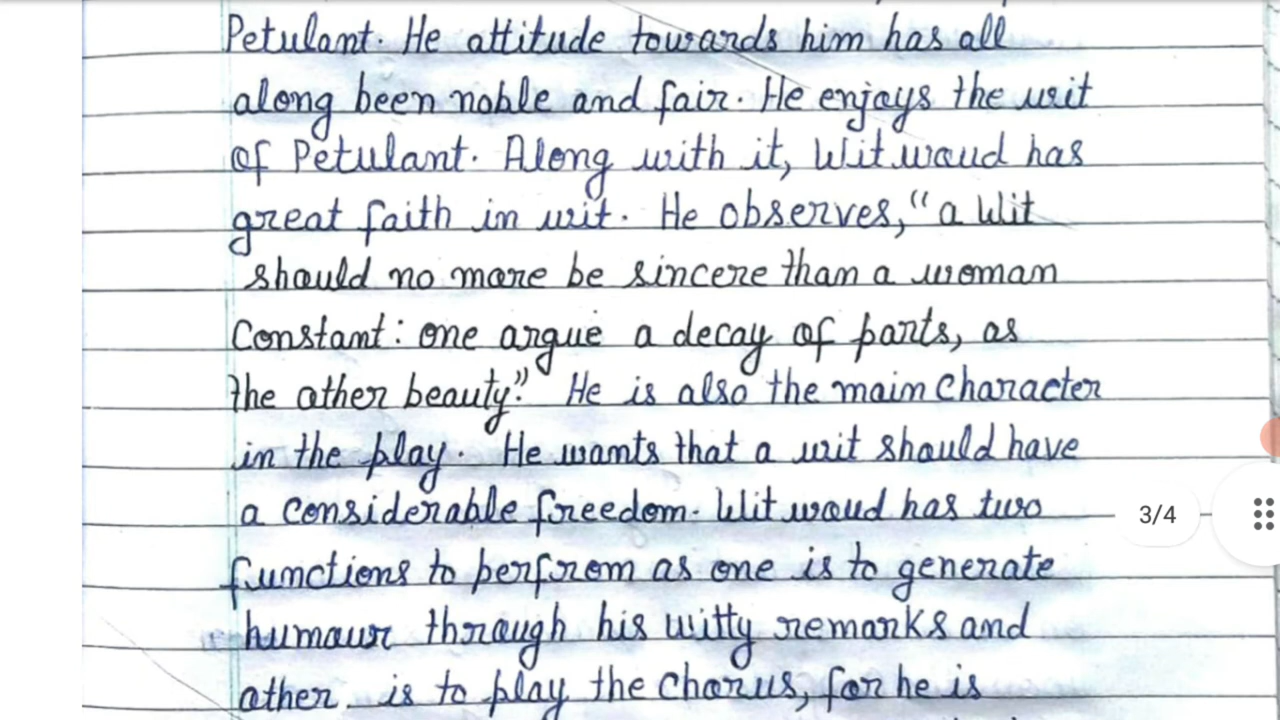 Petulant. He attitude towards him has all
along been noble and fair. He enjoys the wit
of Petulant. Along with it, Witwoud has
great faith in wit. He observes, "a Wit
should no more be sincere than a woman
Constant: one argue a decay of parts, as
the other beauty." He is also the main Character
in the play. He wants that a wit should have
a considerable freedom. Witwoud has two
3/4
functions to perfrom as one is to generate
humour through his witty remarks and
other. is to play the chorus, for he is